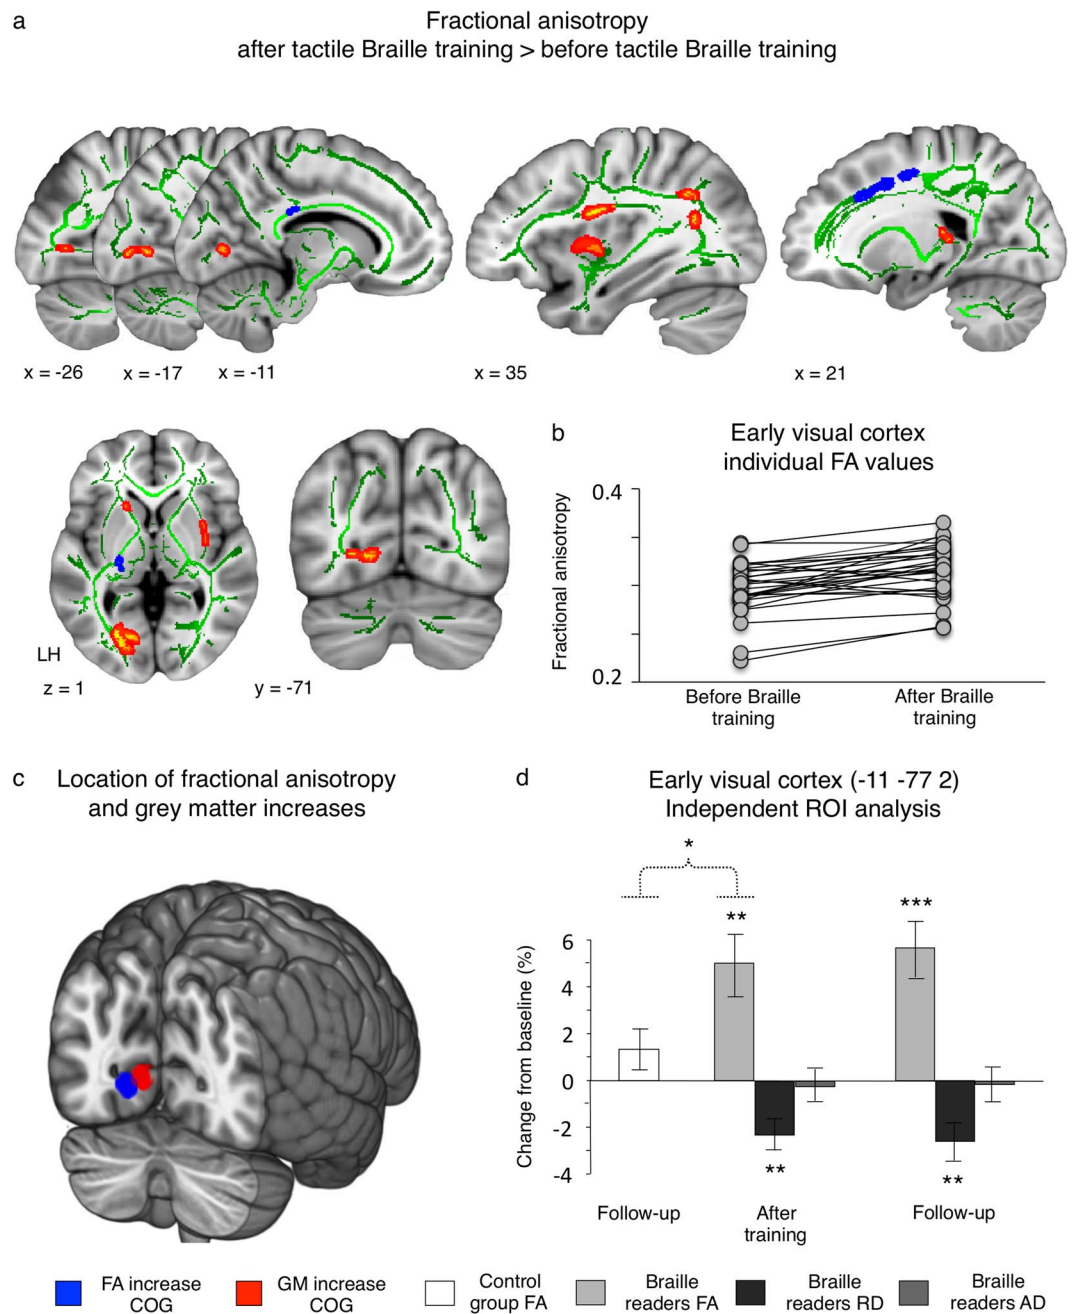 a
Fractional anisotropy
after tactile Braille training > before tactile Braille training
x = -26
x = -17
x = -11
x = 35
x = 21
LH
z = 1
y = -71
b
Early visual cortex
individual FA values
Fractional anisotropy
0.4
0.2
Before Braille
training
After Braille
training
c
Location of fractional anisotropy
and grey matter increases
FA increase
COG
GM increase
COG
d
Early visual cortex (-11 -77 2)
Independent ROI analysis
*
**
***
Change from baseline (%)
6
4
2
0
-2
-4
**
**
Follow-up
After
training
Follow-up
Control
group FA
Braille
readers FA
Braille
readers RD
Braille
readers AD